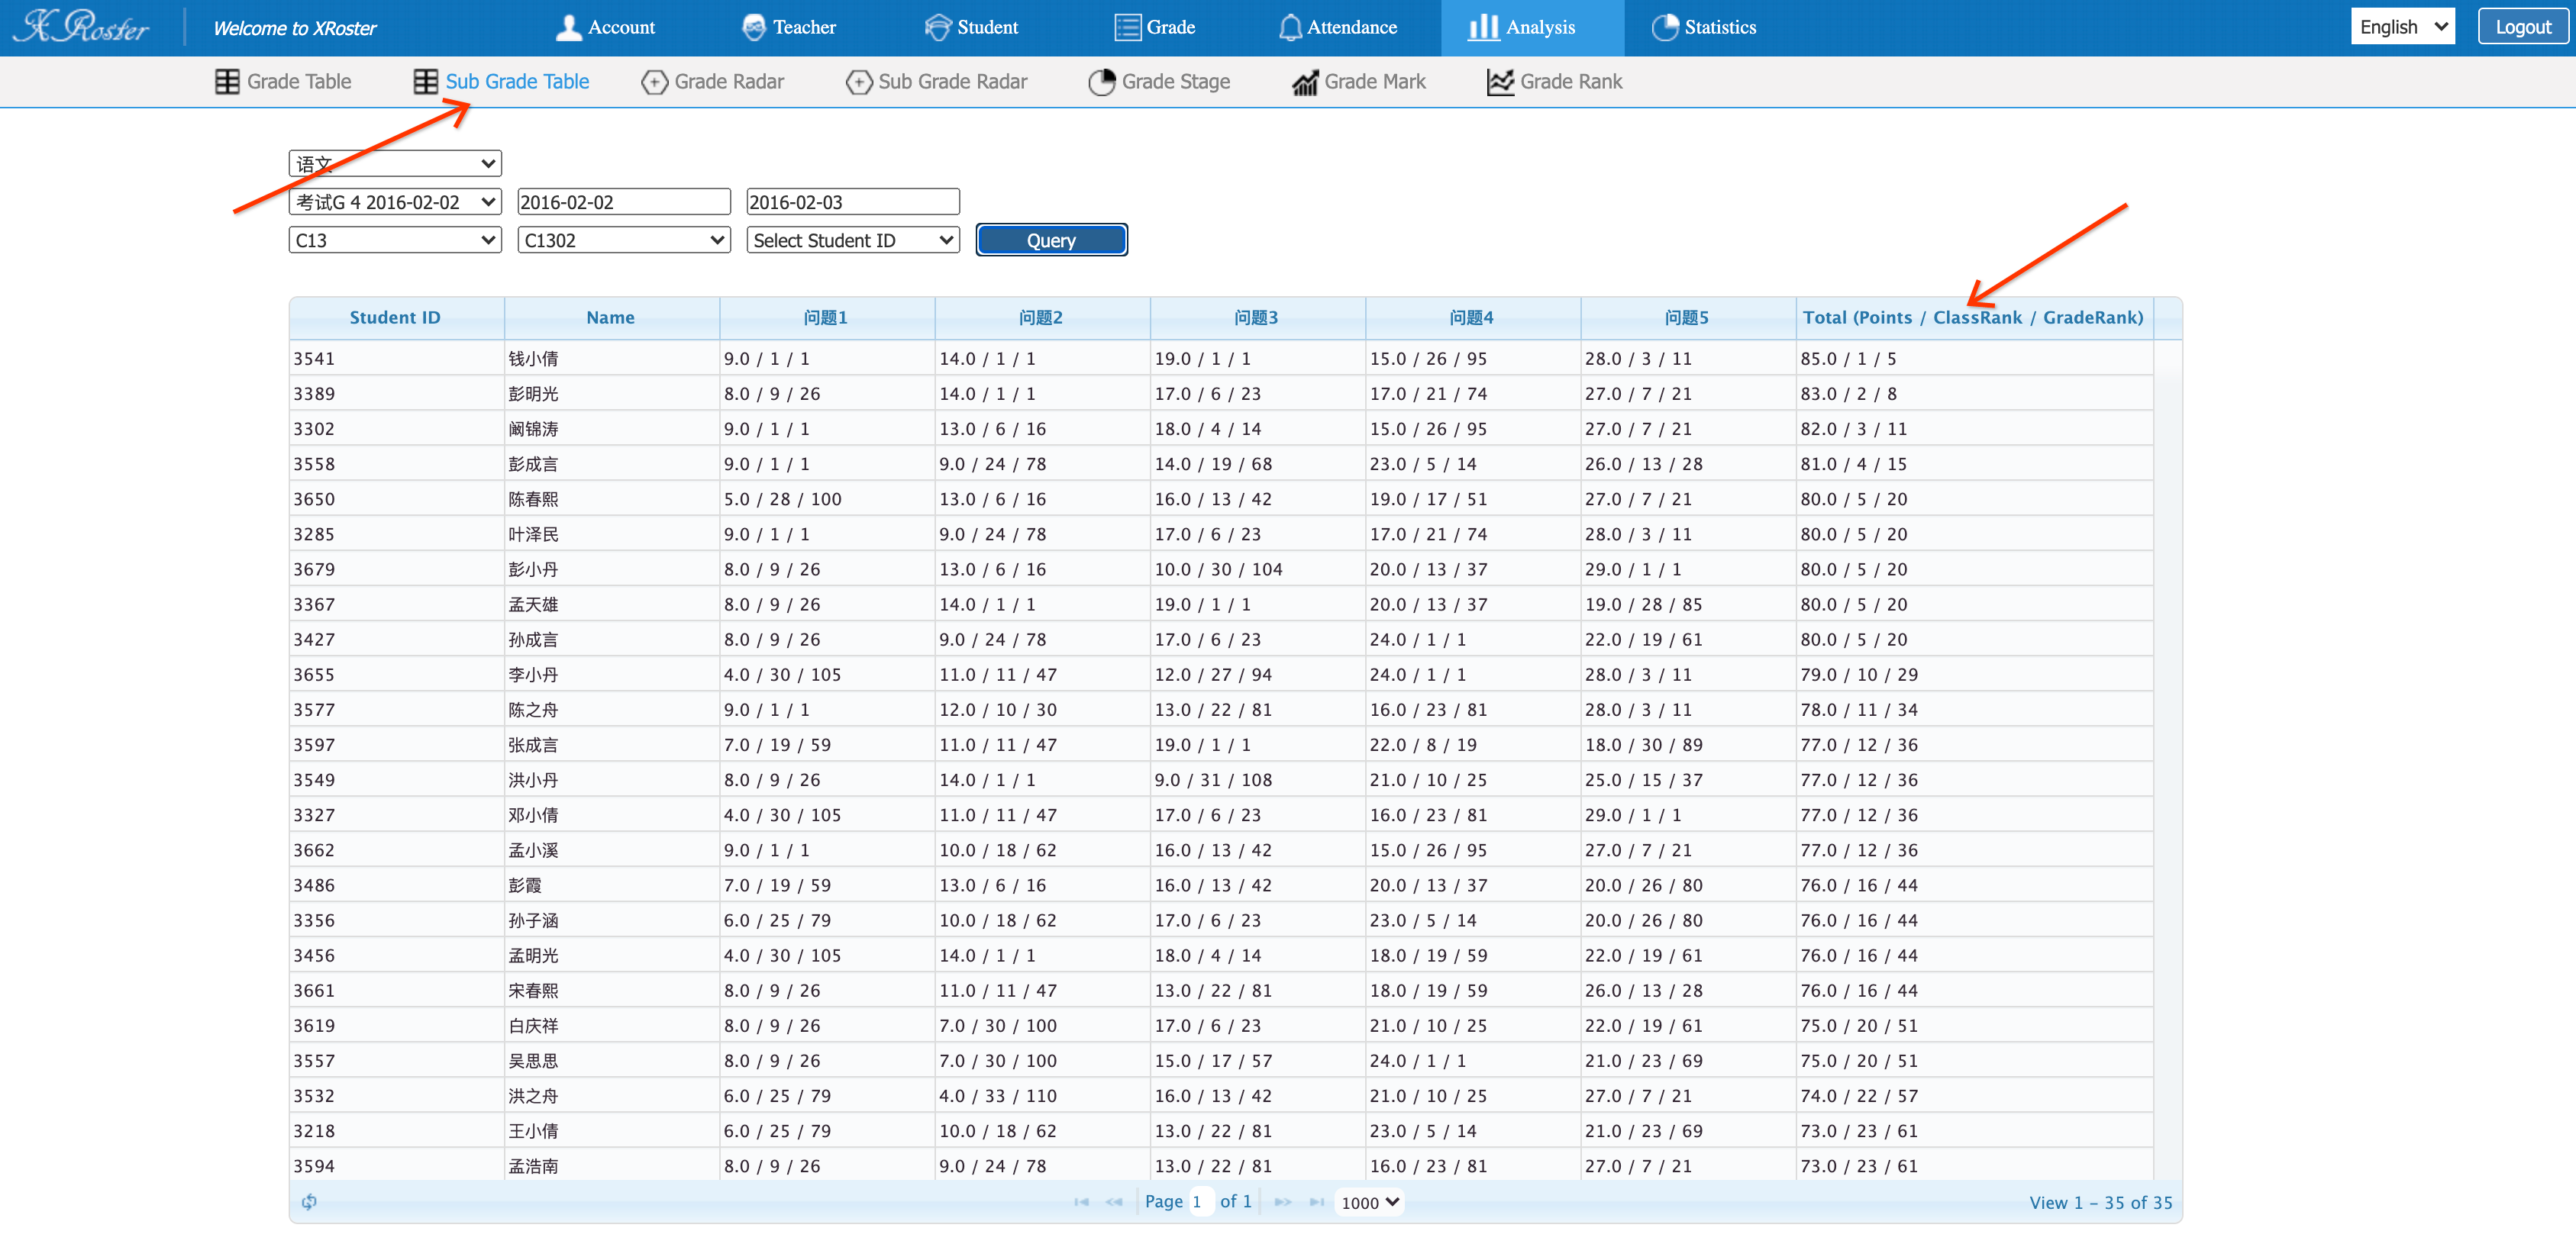 XRoster Welcome to XRoster Account Teacher Student Grade Attendance Analysis Statistics English Logout
Grade Table Sub Grade Table Grade Radar Sub Grade Radar Grade Stage Grade Mark Grade Rank
语文
考试G 4 2016-02-02 2016-02-02 2016-02-03
C13 C1302 Select Student ID Query
Student ID Name 问题1 问题2 问题3 问题4 问题5 Total (Points / ClassRank / GradeRank)
3541 钱小倩 9.0 / 1 / 1 14.0 / 1 / 1 19.0 / 1 / 1 15.0 / 26 / 95 28.0 / 3 / 11 85.0 / 1 / 5
3389 彭明光 8.0 / 9 / 26 14.0 / 1 / 1 17.0 / 6 / 23 17.0 / 21 / 74 27.0 / 7 / 21 83.0 / 2 / 8
3302 阚锦涛 9.0 / 1 / 1 13.0 / 6 / 16 18.0 / 4 / 14 15.0 / 26 / 95 27.0 / 7 / 21 82.0 / 3 / 11
3558 彭成言 9.0 / 1 / 1 9.0 / 24 / 78 14.0 / 19 / 68 23.0 / 5 / 14 26.0 / 13 / 28 81.0 / 4 / 15
3650 陈春熙 5.0 / 28 / 100 13.0 / 6 / 16 16.0 / 13 / 42 19.0 / 17 / 51 27.0 / 7 / 21 80.0 / 5 / 20
3285 叶泽民 9.0 / 1 / 1 9.0 / 24 / 78 17.0 / 6 / 23 17.0 / 21 / 74 28.0 / 3 / 11 80.0 / 5 / 20
3679 彭小丹 8.0 / 9 / 26 13.0 / 6 / 16 10.0 / 30 / 104 20.0 / 13 / 37 29.0 / 1 / 1 80.0 / 5 / 20
3367 孟天雄 8.0 / 9 / 26 14.0 / 1 / 1 19.0 / 1 / 1 20.0 / 13 / 37 19.0 / 28 / 85 80.0 / 5 / 20
3427 孙成言 8.0 / 9 / 26 9.0 / 24 / 78 17.0 / 6 / 23 24.0 / 1 / 1 22.0 / 19 / 61 80.0 / 5 / 20
3655 李小丹 4.0 / 30 / 105 11.0 / 11 / 47 12.0 / 27 / 94 24.0 / 1 / 1 28.0 / 3 / 11 79.0 / 10 / 29
3577 陈之舟 9.0 / 1 / 1 12.0 / 10 / 30 13.0 / 22 / 81 16.0 / 23 / 81 28.0 / 3 / 11 78.0 / 11 / 34
3597 张成言 7.0 / 19 / 59 11.0 / 11 / 47 19.0 / 1 / 1 22.0 / 8 / 19 18.0 / 30 / 89 77.0 / 12 / 36
3549 洪小丹 8.0 / 9 / 26 14.0 / 1 / 1 9.0 / 31 / 108 21.0 / 10 / 25 25.0 / 15 / 37 77.0 / 12 / 36
3327 邓小倩 4.0 / 30 / 105 11.0 / 11 / 47 17.0 / 6 / 23 16.0 / 23 / 81 29.0 / 1 / 1 77.0 / 12 / 36
3662 孟小溪 9.0 / 1 / 1 10.0 / 18 / 62 16.0 / 13 / 42 15.0 / 26 / 95 27.0 / 7 / 21 77.0 / 12 / 36
3486 彭霞 7.0 / 19 / 59 13.0 / 6 / 16 16.0 / 13 / 42 20.0 / 13 / 37 20.0 / 26 / 80 76.0 / 16 / 44
3356 孙子涵 6.0 / 25 / 79 10.0 / 18 / 62 17.0 / 6 / 23 23.0 / 5 / 14 20.0 / 26 / 80 76.0 / 16 / 44
3456 孟明光 4.0 / 30 / 105 14.0 / 1 / 1 18.0 / 4 / 14 18.0 / 19 / 59 22.0 / 19 / 61 76.0 / 16 / 44
3661 宋春熙 8.0 / 9 / 26 11.0 / 11 / 47 13.0 / 22 / 81 18.0 / 19 / 59 26.0 / 13 / 28 76.0 / 16 / 44
3619 白庆祥 8.0 / 9 / 26 7.0 / 30 / 100 17.0 / 6 / 23 21.0 / 10 / 25 22.0 / 19 / 61 75.0 / 20 / 51
3557 吴思思 8.0 / 9 / 26 7.0 / 30 / 100 15.0 / 17 / 57 24.0 / 1 / 1 21.0 / 23 / 69 75.0 / 20 / 51
3532 洪之舟 6.0 / 25 / 79 4.0 / 33 / 110 16.0 / 13 / 42 21.0 / 10 / 25 27.0 / 7 / 21 74.0 / 22 / 57
3218 王小倩 6.0 / 25 / 79 10.0 / 18 / 62 13.0 / 22 / 81 23.0 / 5 / 14 21.0 / 23 / 69 73.0 / 23 / 61
3594 孟浩南 8.0 / 9 / 26 9.0 / 24 / 78 13.0 / 22 / 81 16.0 / 23 / 81 27.0 / 7 / 21 73.0 / 23 / 61
Page 1 of 1 1000 View 1 - 35 of 35